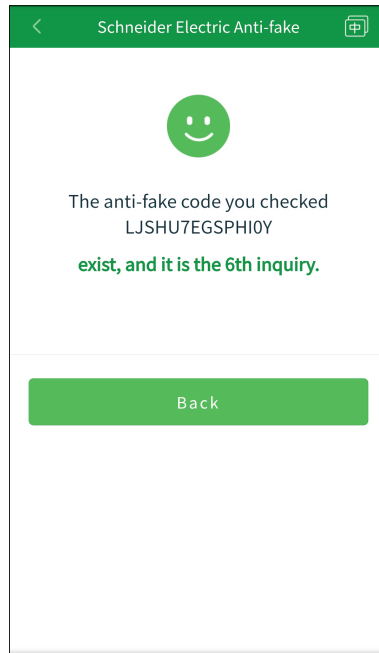 Schneider Electric Anti-fake
中
The anti-fake code you checked
LJSHU7EGSPHI0Y
exist, and it is the 6th inquiry.
Back